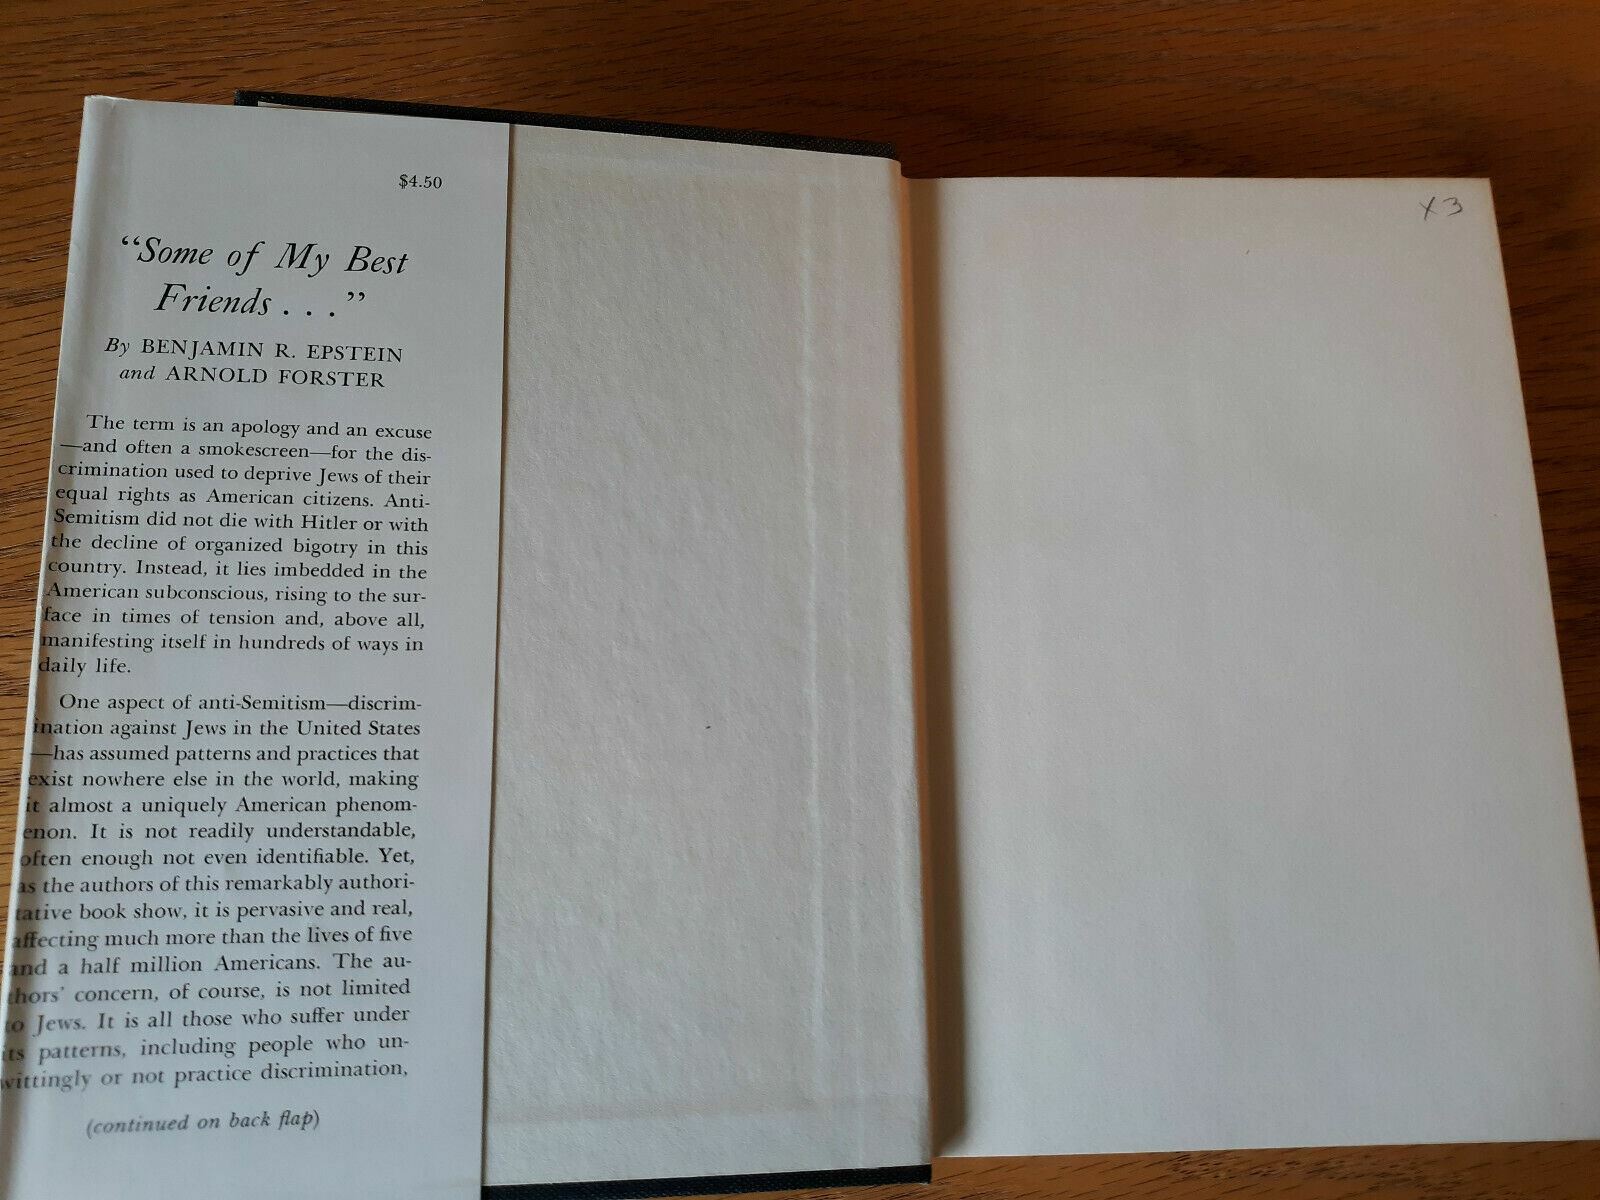 $4.50
“Some of My Best
Friends . . .”
By BENJAMIN R. EPSTEIN
and ARNOLD FORSTER
The term is an apology and an excuse
—and often a smokescreen—for the dis-
crimination used to deprive Jews of their
equal rights as American citizens. Anti-
Semitism did not die with Hitler or with
the decline of organized bigotry in this
country. Instead, it lies imbedded in the
American subconscious, rising to the sur-
face in times of tension and, above all,
manifesting itself in hundreds of ways in
daily life.
One aspect of anti-Semitism—discrim-
ination against Jews in the United States
—has assumed patterns and practices that
exist nowhere else in the world, making
it almost a uniquely American phenom-
enon. It is not readily understandable,
often enough not even identifiable. Yet,
as the authors of this remarkably authori-
tative book show, it is pervasive and real,
affecting much more than the lives of five
and a half million Americans. The au-
thors’ concern, of course, is not limited
to Jews. It is all those who suffer under
its patterns, including people who un-
wittingly or not practice discrimination,
(continued on back flap)
X3